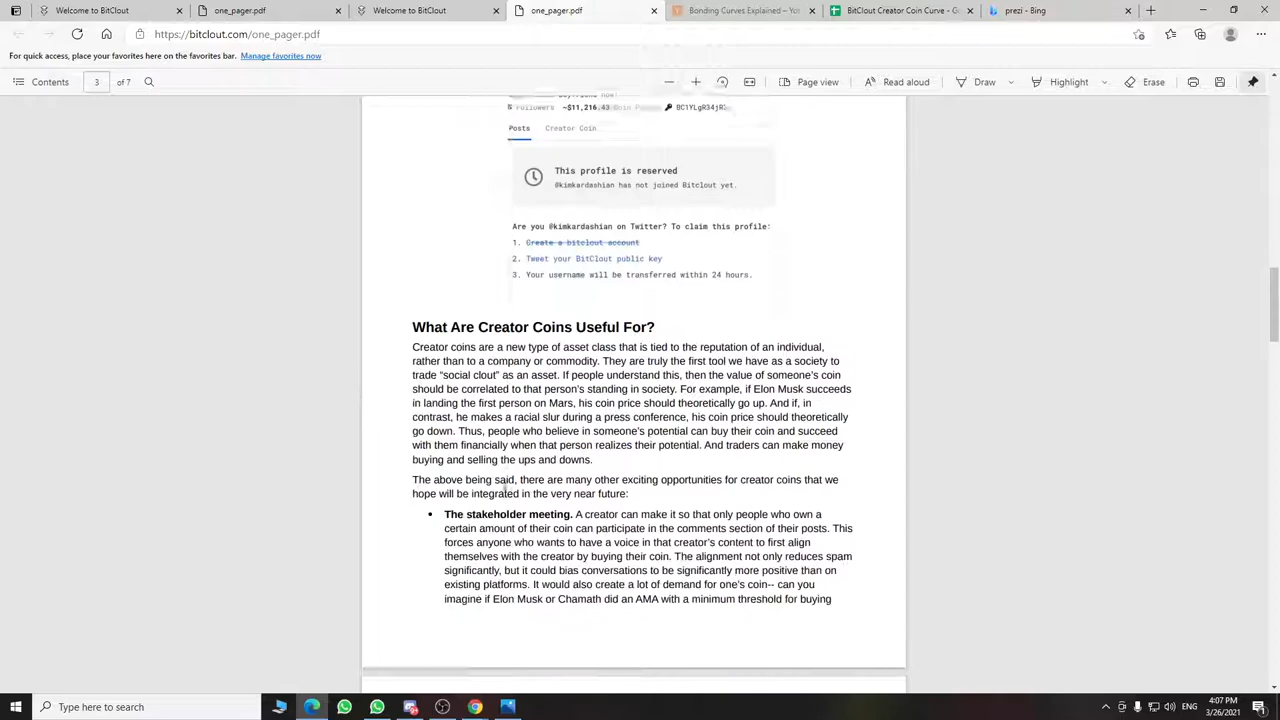 Welcome to BitClout
one_pager.pdf
Welcome to BitClout
one_pager.pdf
Bonding Curves Explained – Yo
BitClout Creator Coin Curve - G
prezi - Bing
https://bitclout.com/one_pager.pdf
For quick access, place your favorites here on the favorites bar. Manage favorites now
Contents 3 of 7 Page view Read aloud Draw Highlight Erase
Followers ~$11,216.43 Coin P BC1YLgR34jR
Posts Creator Coin
This profile is reserved
@kimkardashian has not joined Bitclout yet.
Are you @kimkardashian on Twitter? To claim this profile:
1. Create a bitclout account
2. Tweet your BitClout public key
3. Your username will be transferred within 24 hours.
What Are Creator Coins Useful For?
Creator coins are a new type of asset class that is tied to the reputation of an individual,
rather than to a company or commodity. They are truly the first tool we have as a society to
trade “social clout” as an asset. If people understand this, then the value of someone’s coin
should be correlated to that person’s standing in society. For example, if Elon Musk succeeds
in landing the first person on Mars, his coin price should theoretically go up. And if, in
contrast, he makes a racial slur during a press conference, his coin price should theoretically
go down. Thus, people who believe in someone’s potential can buy their coin and succeed
with them financially when that person realizes their potential. And traders can make money
buying and selling the ups and downs.
The above being said, there are many other exciting opportunities for creator coins that we
hope will be integrated in the very near future:
• The stakeholder meeting. A creator can make it so that only people who own a
certain amount of their coin can participate in the comments section of their posts. This
forces anyone who wants to have a voice in that creator’s content to first align
themselves with the creator by buying their coin. The alignment not only reduces spam
significantly, but it could bias conversations to be significantly more positive than on
existing platforms. It would also create a lot of demand for one’s coin-- can you
imagine if Elon Musk or Chamath did an AMA with a minimum threshold for buying
Type here to search
ENG
4:07 PM
3/26/2021